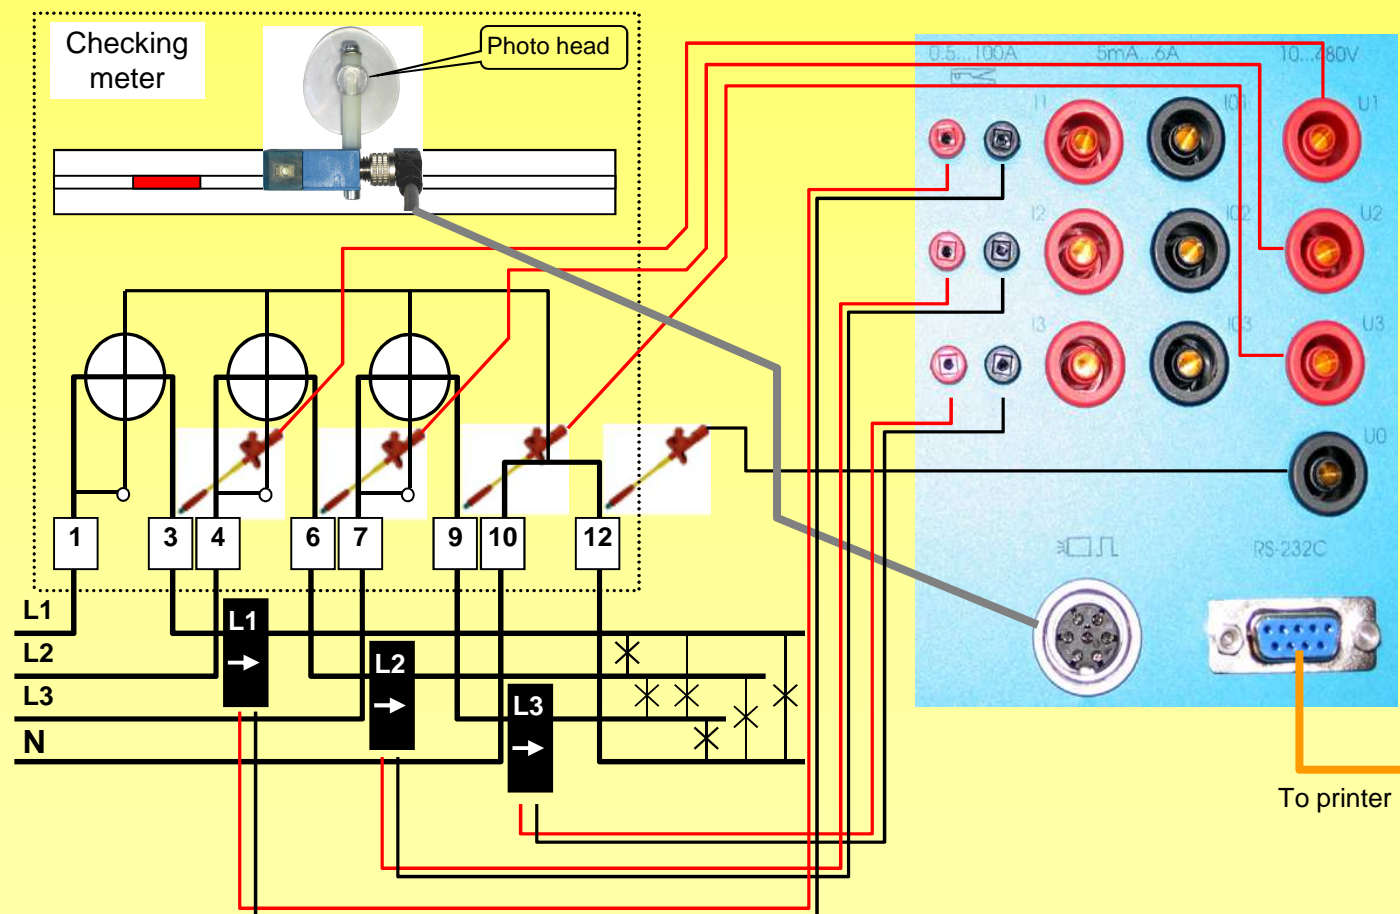 Checking
meter
Photo head
0.5...100A
5mA...6A
10...480V
I1
I01
U1
I2
I02
U2
I3
I03
U3
U0
RS-232C
1
3
4
6
7
9
10
12
L1
L2
L3
N
L1
L2
L3
To printer